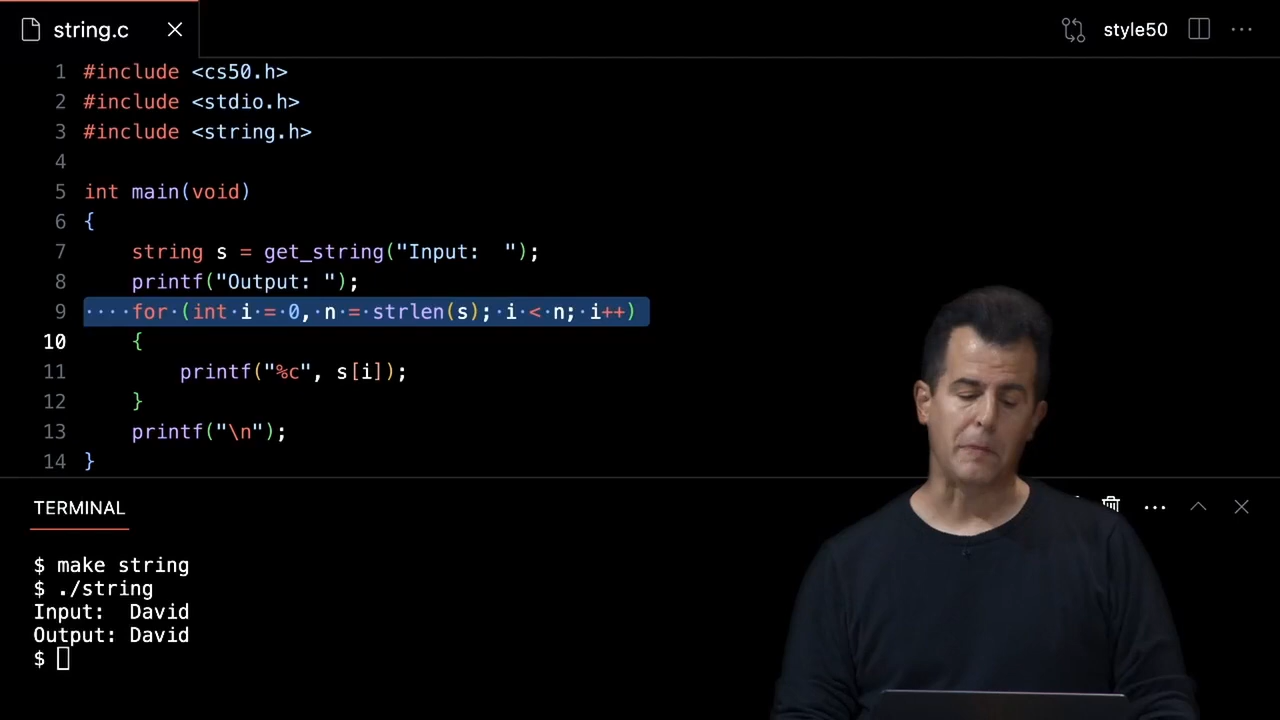 string.c
style50
1 #include <cs50.h>
2 #include <stdio.h>
3 #include <string.h>
4
5 int main(void)
6 {
7     string s = get_string("Input:  ");
8     printf("Output: ");
9 ····for·(int·i·=·0,·n·=·strlen(s);·i·<·n;·i++)
10     {
11         printf("%c", s[i]);
12     }
13     printf("\n");
14 }
TERMINAL
$ make string
$ ./string
Input:  David
Output: David
$